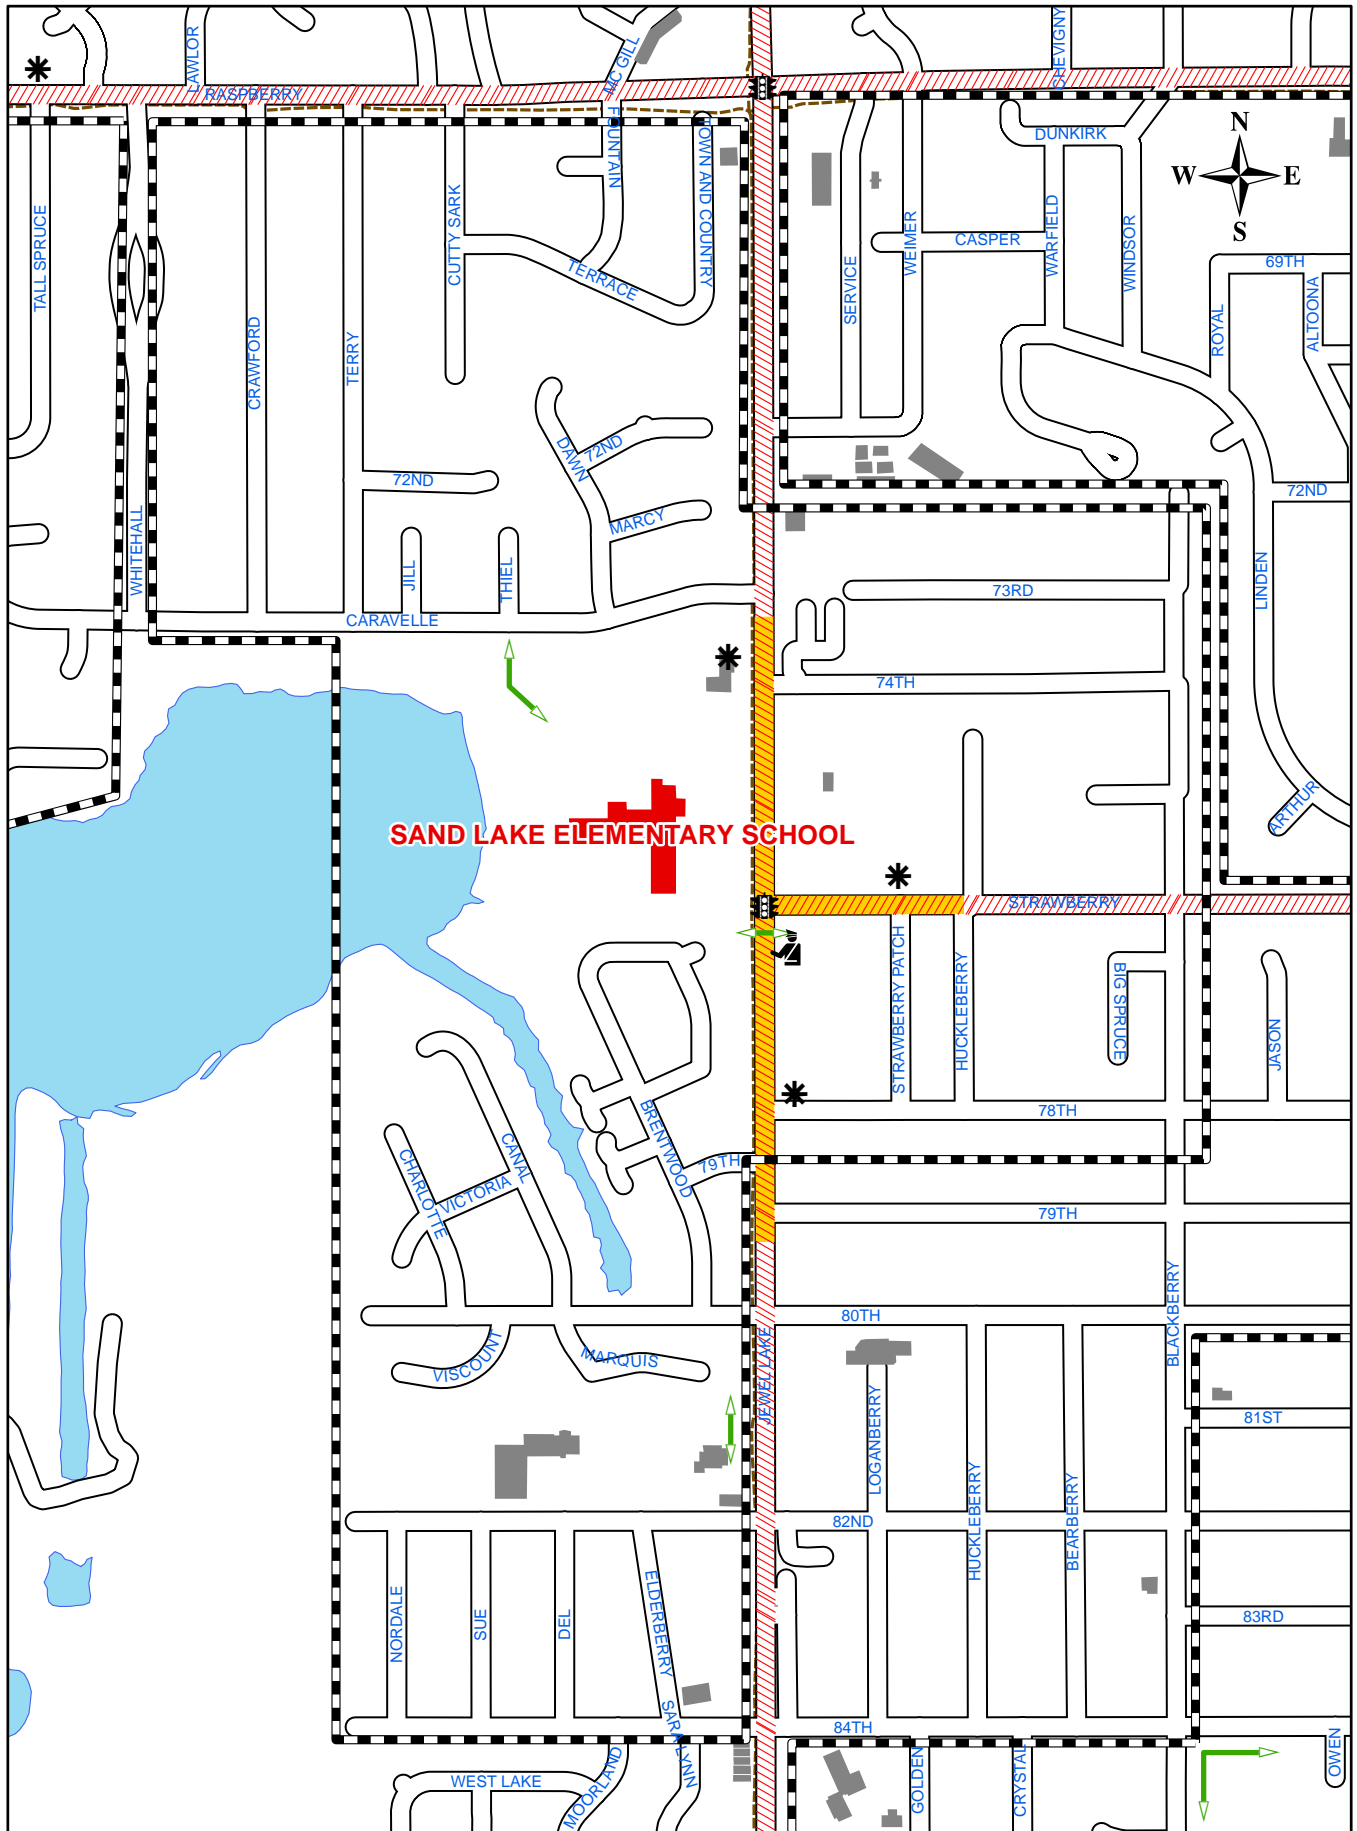 LAWLOR
MC GILL
CHEVIGNY
RASPBERRY
FOUNTAIN
TOWN AND COUNTRY
DUNKIRK
N
W
E
S
TALL SPRUCE
CUTTY SARK
TERRACE
SERVICE
WEIMER
CASPER
WARFIELD
WINDSOR
69TH
ROYAL
ALTOONA
CRAWFORD
TERRY
DAWN
72ND
72ND
72ND
MARCY
WHITEHALL
JILL
THIEL
73RD
LINDEN
CARAVELLE
74TH
ARTHUR
SAND LAKE ELEMENTARY SCHOOL
STRAWBERRY
STRAWBERRY PATCH
HUCKLEBERRY
BIG SPRUCE
JASON
BRENTWOOD
78TH
CANAL
CHARLOTTE
VICTORIA
79TH
79TH
BLACKBERRY
80TH
VISCOUNT
MARQUIS
JEWEL LAKE
LOGANBERRY
81ST
HUCKLEBERRY
BEARBERRY
82ND
NORDALE
SUE
DEL
ELDERBERRY
83RD
SARA LYNN
84TH
WEST LAKE
MOORLAND
GOLDEN
CRYSTAL
OWEN